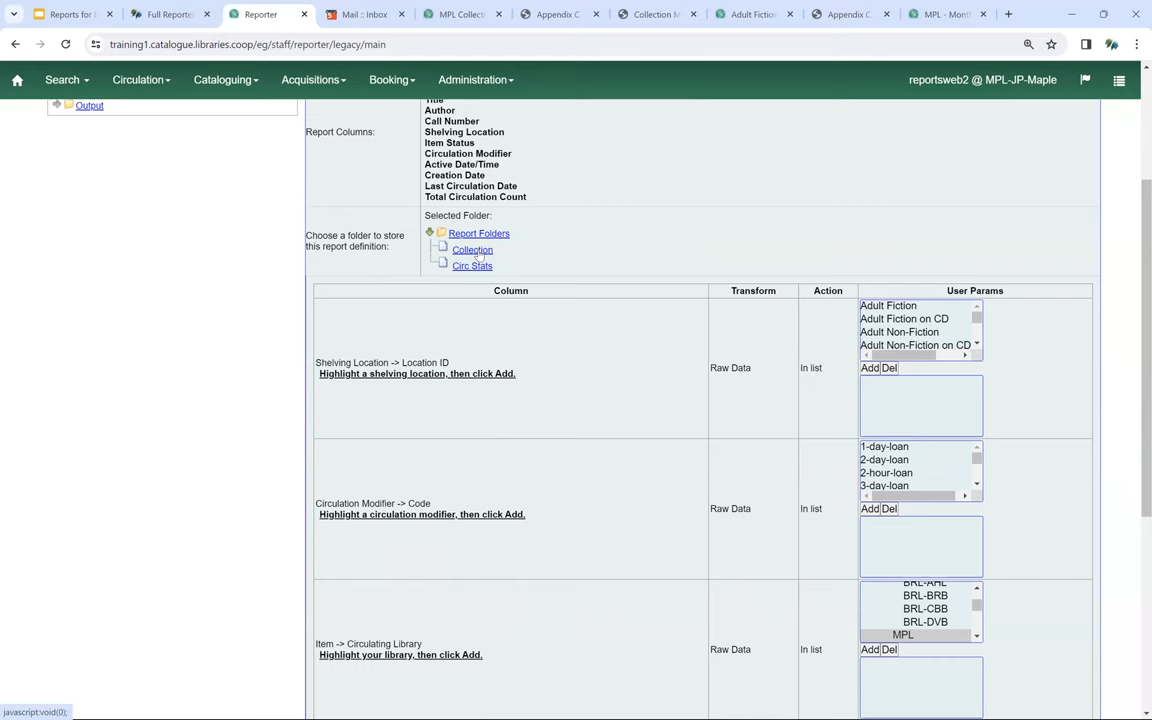 Reports for
Full Reporter
Reporter
Mail :: Inbox
MPL Collect
Appendix C
Collection M
Adult Fiction
Appendix C
MPL - Mont
training1.catalogue.libraries.coop/eg/staff/reporter/legacy/main
Search
Circulation
Cataloguing
Acquisitions
Booking
Administration
reportsweb2 @ MPL-JP-Maple
Output
Report Columns:
Title
Author
Call Number
Shelving Location
Item Status
Circulation Modifier
Active Date/Time
Creation Date
Last Circulation Date
Total Circulation Count
Choose a folder to store
this report definition:
Selected Folder:
Report Folders
Collection
Circ Stats
Column Transform Action User Params
Shelving Location -> Location ID
Highlight a shelving location, then click Add.
Raw Data
In list
Adult Fiction
Adult Fiction on CD
Adult Non-Fiction
Adult Non-Fiction on CD
Add Del
Circulation Modifier -> Code
Highlight a circulation modifier, then click Add.
Raw Data
In list
1-day-loan
2-day-loan
2-hour-loan
3-day-loan
Add Del
Item -> Circulating Library
Highlight your library, then click Add.
Raw Data
In list
BRL-AHL
BRL-BRB
BRL-CBB
BRL-DVB
MPL
Add Del
javascript:void(0);